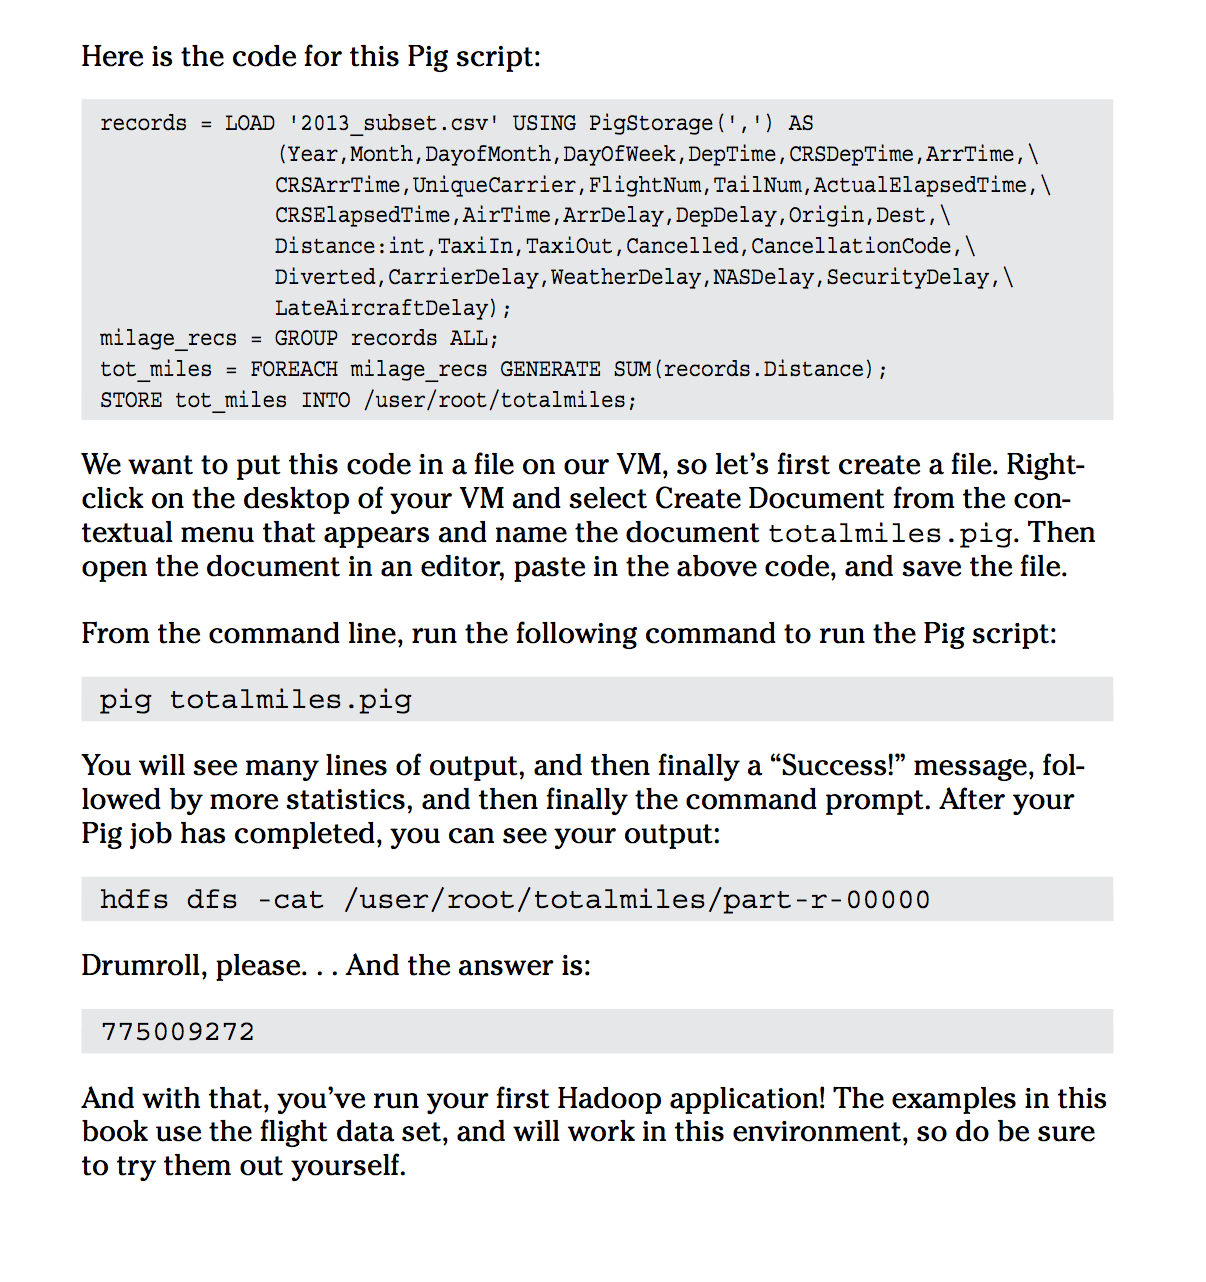 Here is the code for this Pig script:
records = LOAD '2013_subset.csv' USING PigStorage(',') AS
(Year,Month,DayofMonth,DayOfWeek,DepTime,CRSDepTime,ArrTime,\
CRSArrTime,UniqueCarrier,FlightNum,TailNum,ActualElapsedTime,\
CRSElapsedTime,AirTime,ArrDelay,DepDelay,Origin,Dest,\
Distance:int,TaxiIn,TaxiOut,Cancelled,CancellationCode,\
Diverted,CarrierDelay,WeatherDelay,NASDelay,SecurityDelay,\
LateAircraftDelay);
milage_recs = GROUP records ALL;
tot_miles = FOREACH milage_recs GENERATE SUM(records.Distance);
STORE tot_miles INTO /user/root/totalmiles;
We want to put this code in a file on our VM, so let’s first create a file. Right-
click on the desktop of your VM and select Create Document from the con-
textual menu that appears and name the document totalmiles.pig. Then
open the document in an editor, paste in the above code, and save the file.
From the command line, run the following command to run the Pig script:
pig totalmiles.pig
You will see many lines of output, and then finally a “Success!” message, fol-
lowed by more statistics, and then finally the command prompt. After your
Pig job has completed, you can see your output:
hdfs dfs -cat /user/root/totalmiles/part-r-00000
Drumroll, please. . . And the answer is:
775009272
And with that, you’ve run your first Hadoop application! The examples in this
book use the flight data set, and will work in this environment, so do be sure
to try them out yourself.